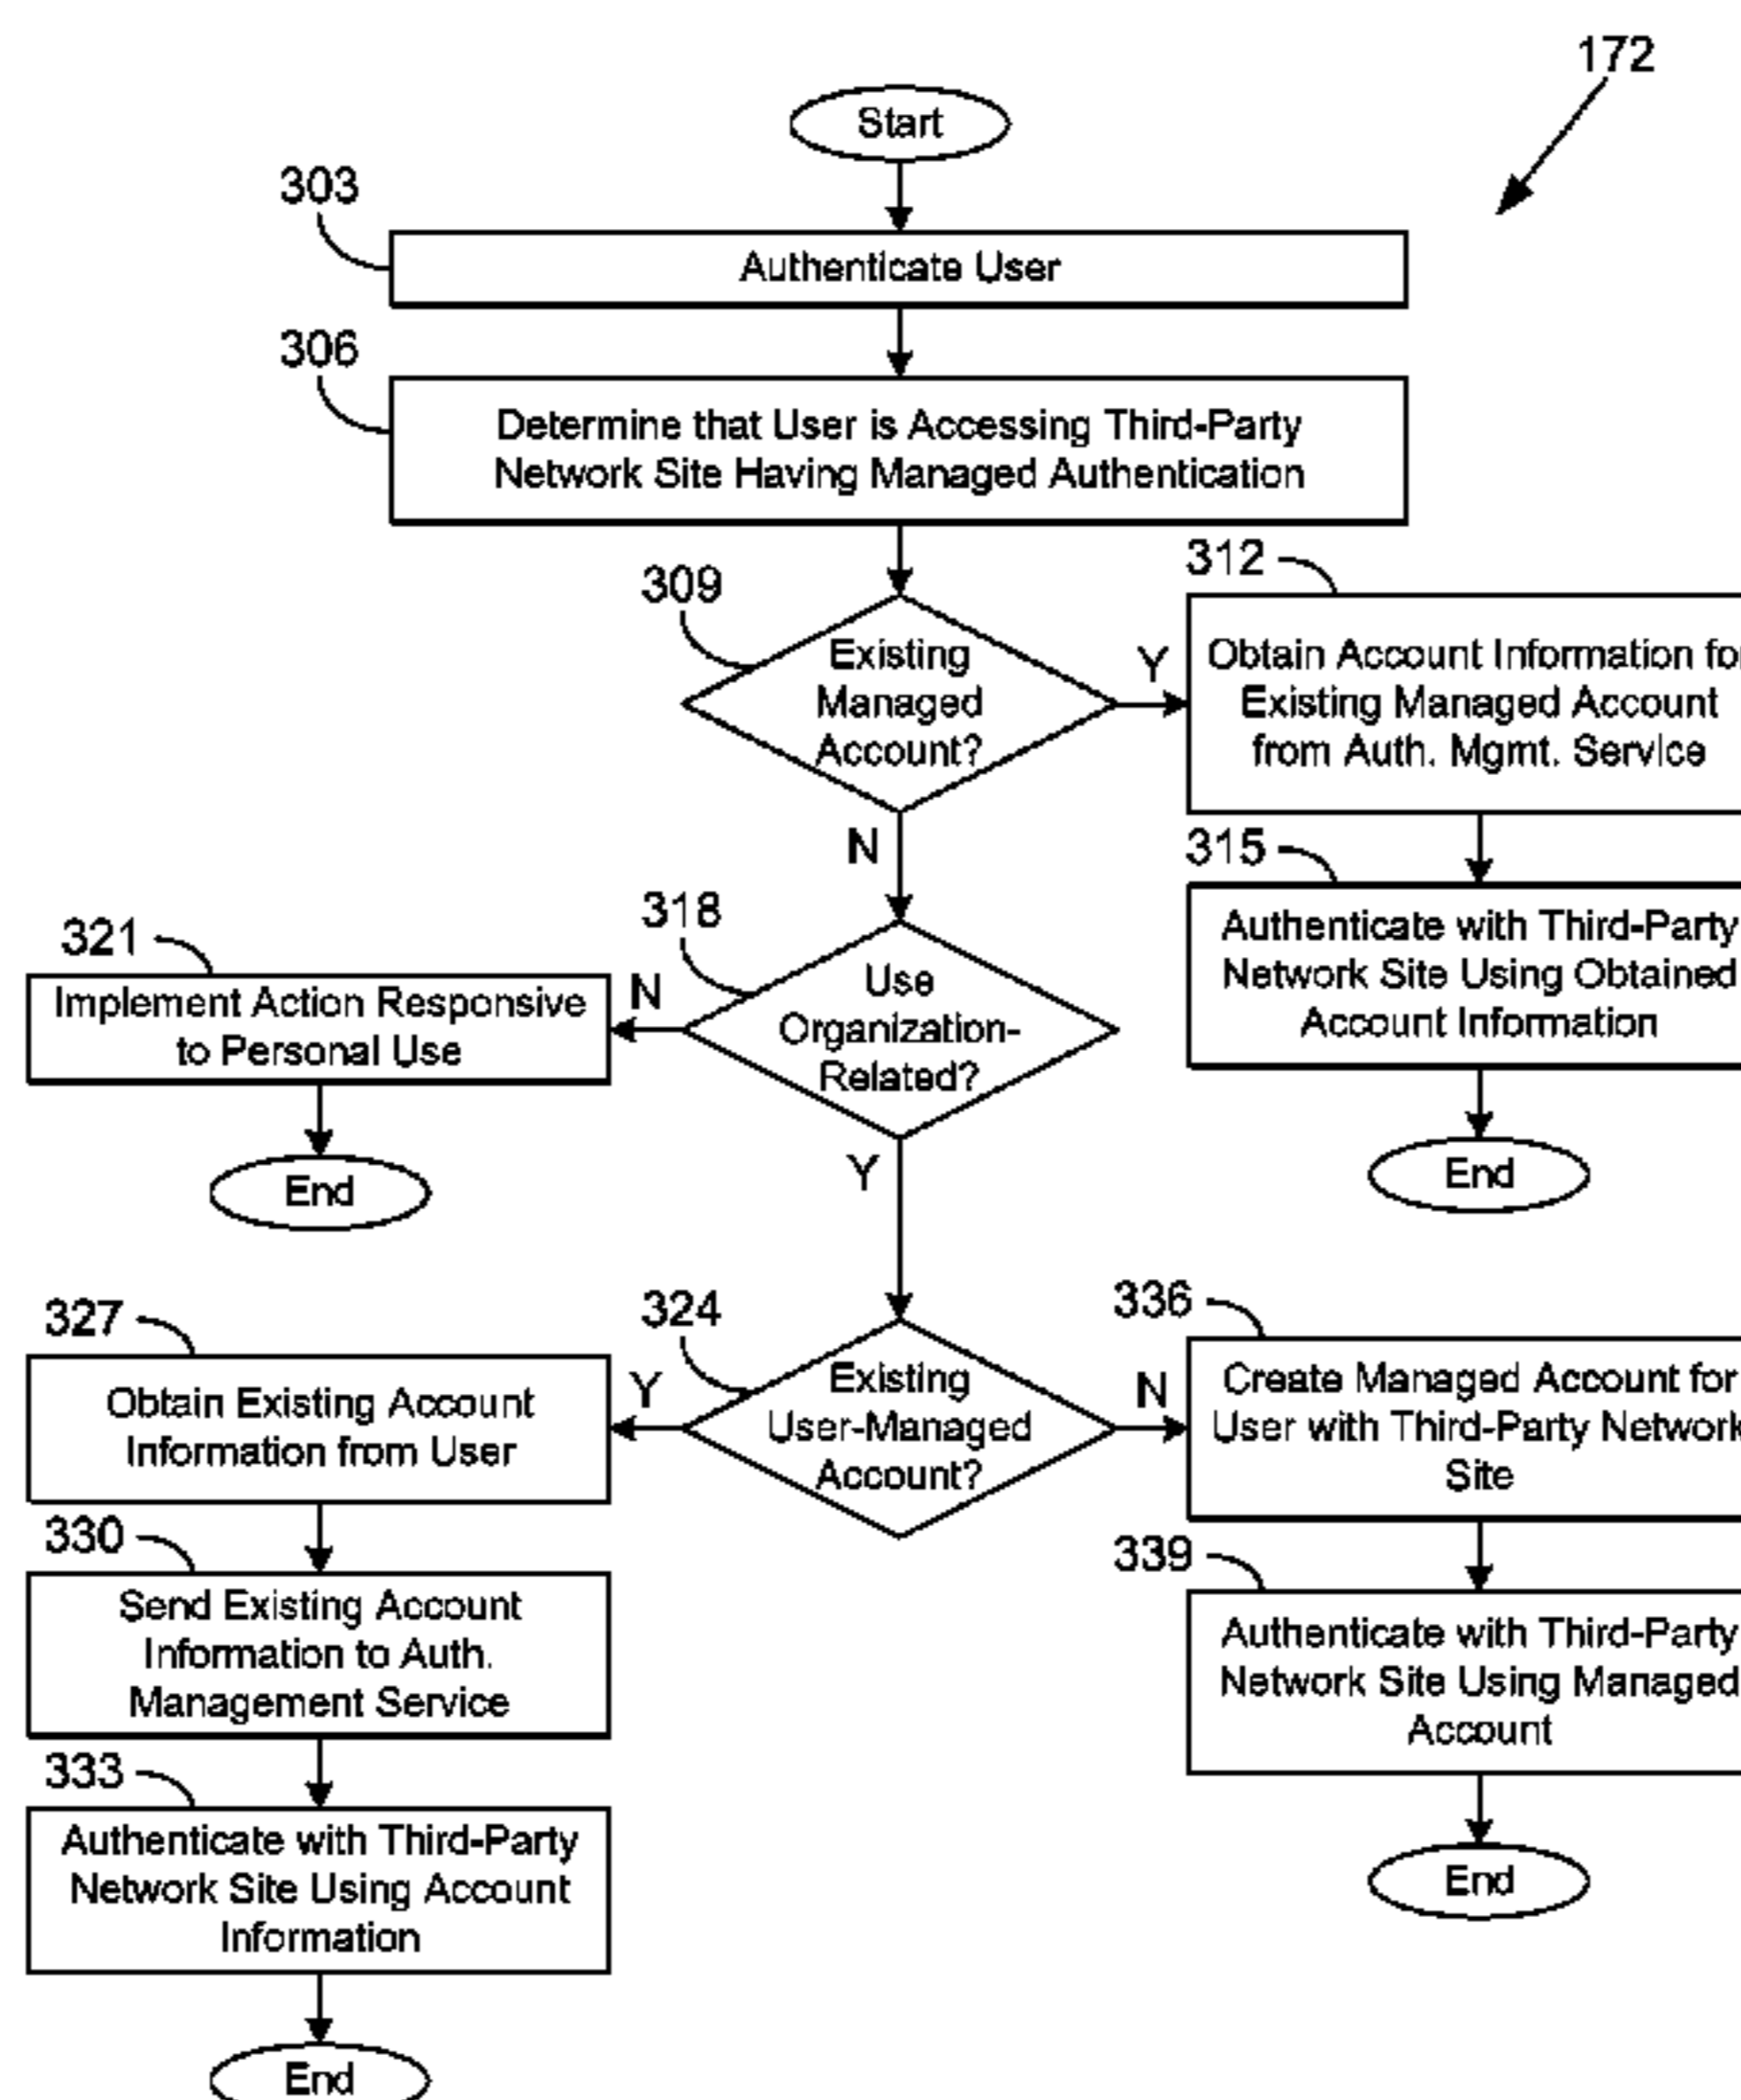 172
Start
303
Authenticate User
306
Determine that User is Accessing Third-Party
Network Site Having Managed Authentication
309
Existing
Managed
Account?
Y
312
Obtain Account Information for
Existing Managed Account
from Auth. Mgmt. Service
N
315
Authenticate with Third-Party
Network Site Using Obtained
Account Information
End
318
Use
Organization-
Related?
N
321
Implement Action Responsive
to Personal Use
End
Y
324
Existing
User-Managed
Account?
Y
327
Obtain Existing Account
Information from User
330
Send Existing Account
Information to Auth.
Management Service
333
Authenticate with Third-Party
Network Site Using Account
Information
End
N
336
Create Managed Account for
User with Third-Party Network
Site
339
Authenticate with Third-Party
Network Site Using Managed
Account
End